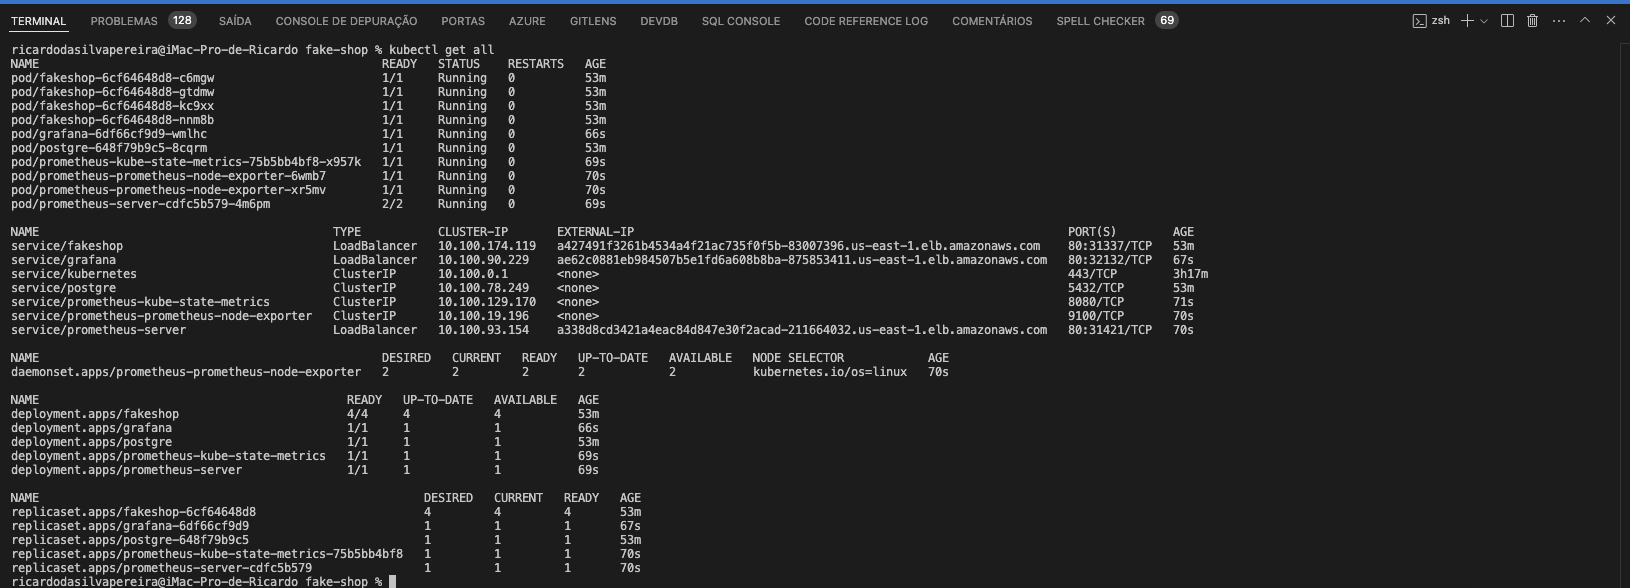 TERMINAL PROBLEMAS 128 SAÍDA CONSOLE DE DEPURAÇÃO PORTAS AZURE GITLENS DEVDB SQL CONSOLE CODE REFERENCE LOG COMENTÁRIOS SPELL CHECKER 69 zsh
ricardodasilvapereira@iMac-Pro-de-Ricardo fake-shop % kubectl get all
NAME READY STATUS RESTARTS AGE
pod/fakeshop-6cf64648d8-c6mgw 1/1 Running 0 53m
pod/fakeshop-6cf64648d8-gtdmw 1/1 Running 0 53m
pod/fakeshop-6cf64648d8-kc9xx 1/1 Running 0 53m
pod/fakeshop-6cf64648d8-nnm8b 1/1 Running 0 53m
pod/grafana-6df66cf9d9-wmlhc 1/1 Running 0 66s
pod/postgre-648f79b9c5-8cqrm 1/1 Running 0 53m
pod/prometheus-kube-state-metrics-75b5bb4bf8-x957k 1/1 Running 0 69s
pod/prometheus-prometheus-node-exporter-6wmb7 1/1 Running 0 70s
pod/prometheus-prometheus-node-exporter-xr5mv 1/1 Running 0 70s
pod/prometheus-server-cdfc5b579-4m6pm 2/2 Running 0 69s
NAME TYPE CLUSTER-IP EXTERNAL-IP PORT(S) AGE
service/fakeshop LoadBalancer 10.100.174.119 a427491f3261b4534a4f21ac735f0f5b-83007396.us-east-1.elb.amazonaws.com 80:31337/TCP 53m
service/grafana LoadBalancer 10.100.90.229 ae62c0881eb984507b5e1fd6a608b8ba-875853411.us-east-1.elb.amazonaws.com 80:32132/TCP 67s
service/kubernetes ClusterIP 10.100.0.1 <none> 443/TCP 3h17m
service/postgre ClusterIP 10.100.78.249 <none> 5432/TCP 53m
service/prometheus-kube-state-metrics ClusterIP 10.100.129.170 <none> 8080/TCP 71s
service/prometheus-prometheus-node-exporter ClusterIP 10.100.19.196 <none> 9100/TCP 70s
service/prometheus-server LoadBalancer 10.100.93.154 a338d8cd3421a4eac84d847e30f2acad-211664032.us-east-1.elb.amazonaws.com 80:31421/TCP 70s
NAME DESIRED CURRENT READY UP-TO-DATE AVAILABLE NODE SELECTOR AGE
daemonset.apps/prometheus-prometheus-node-exporter 2 2 2 2 2 kubernetes.io/os=linux 70s
NAME READY UP-TO-DATE AVAILABLE AGE
deployment.apps/fakeshop 4/4 4 4 53m
deployment.apps/grafana 1/1 1 1 66s
deployment.apps/postgre 1/1 1 1 53m
deployment.apps/prometheus-kube-state-metrics 1/1 1 1 69s
deployment.apps/prometheus-server 1/1 1 1 69s
NAME DESIRED CURRENT READY AGE
replicaset.apps/fakeshop-6cf64648d8 4 4 4 53m
replicaset.apps/grafana-6df66cf9d9 1 1 1 67s
replicaset.apps/postgre-648f79b9c5 1 1 1 53m
replicaset.apps/prometheus-kube-state-metrics-75b5bb4bf8 1 1 1 70s
replicaset.apps/prometheus-server-cdfc5b579 1 1 1 70s
ricardodasilvapereira@iMac-Pro-de-Ricardo fake-shop %